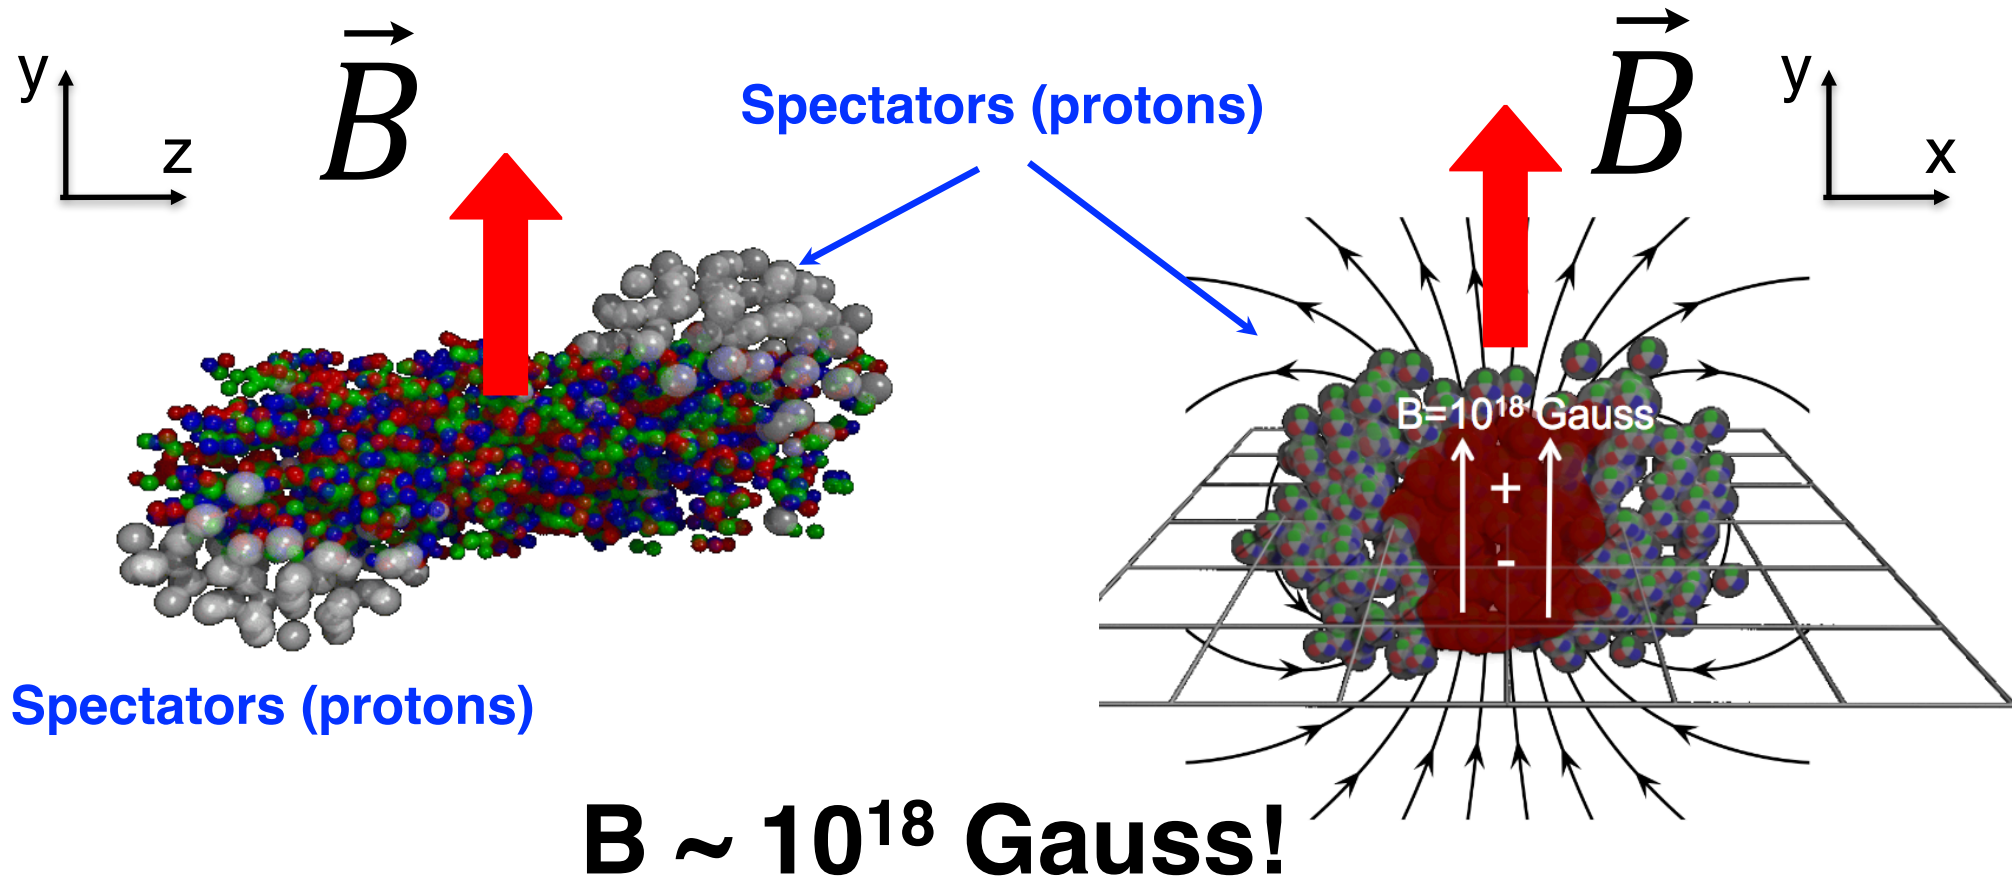 y
z
B
Spectators (protons)
B
y
x
B=10¹⁸ Gauss
+
-
Spectators (protons)
B ~ 10¹⁸ Gauss!